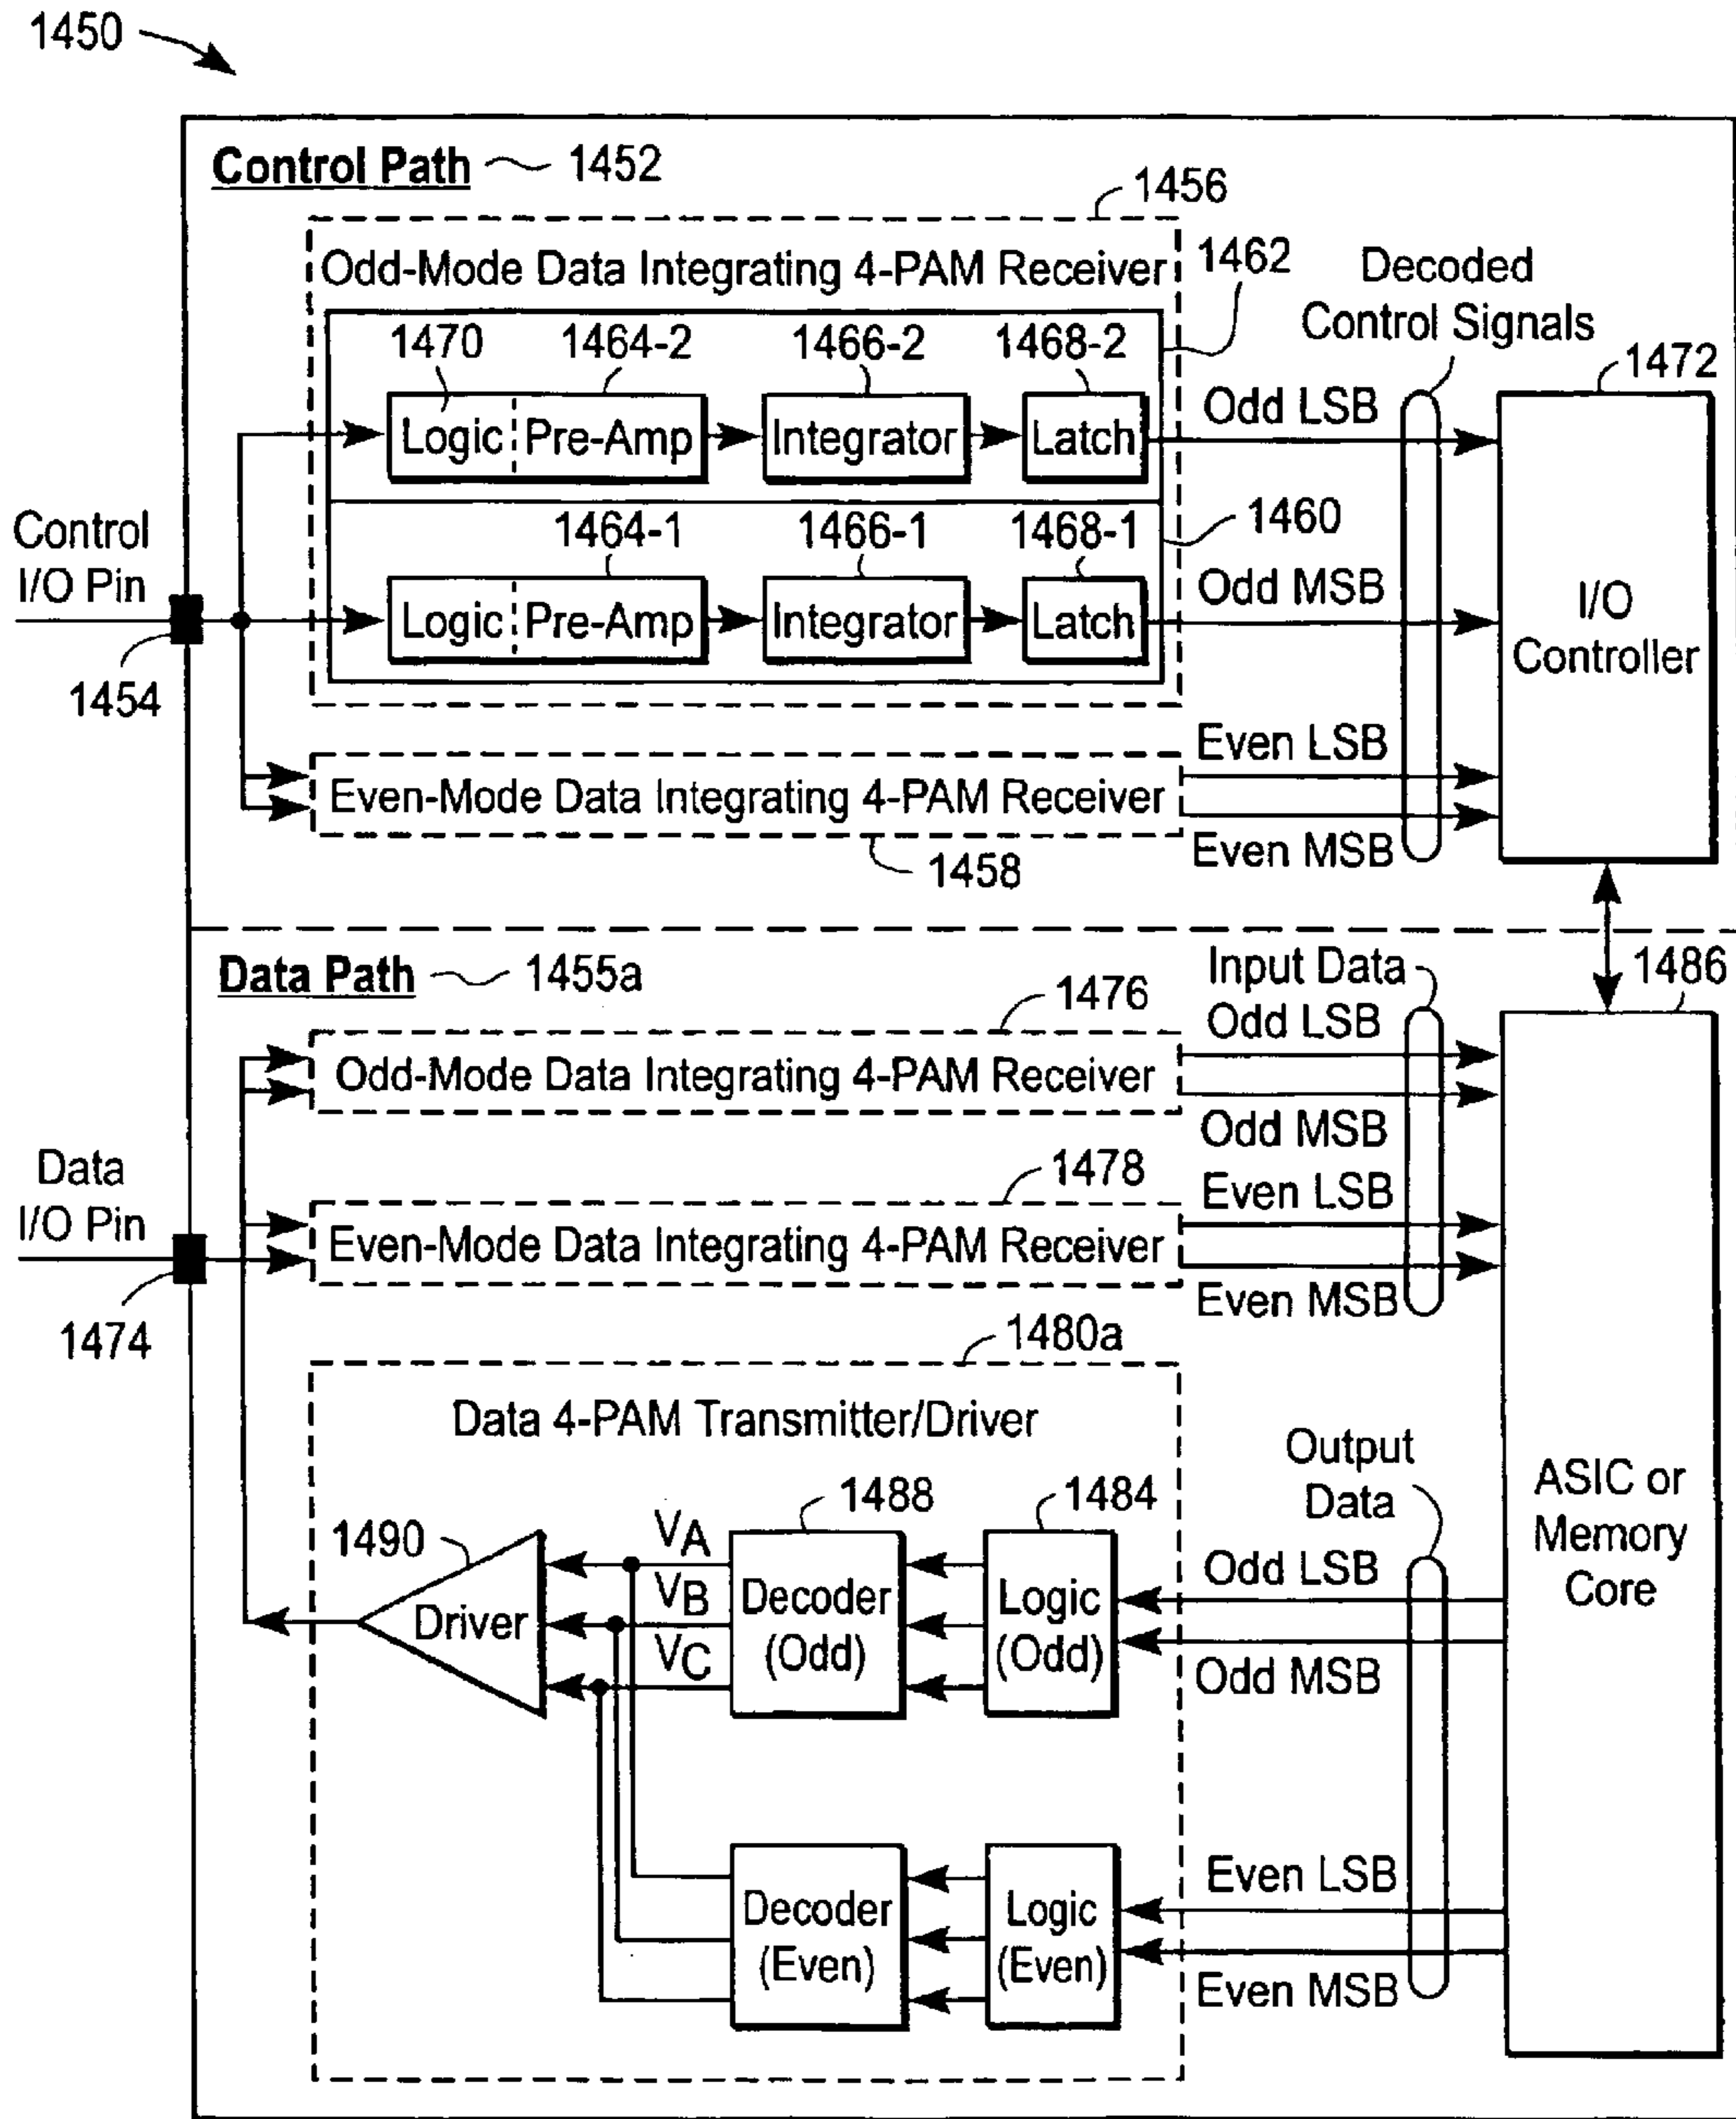 1450
Control Path 1452
1456
Odd-Mode Data Integrating 4-PAM Receiver
1462
Decoded
Control Signals
1470
1464-2
1466-2
1468-2
1472
Logic
Pre-Amp
Integrator
Latch
Odd LSB
1464-1
1466-1
1468-1
1460
Control
I/O Pin
Logic
Pre-Amp
Integrator
Latch
Odd MSB
I/O
Controller
1454
Even LSB
Even-Mode Data Integrating 4-PAM Receiver
Even MSB
1458
Data Path 1455a
Input Data
1486
1476
Odd LSB
Odd-Mode Data Integrating 4-PAM Receiver
Odd MSB
Data
I/O Pin
1478
Even LSB
Even-Mode Data Integrating 4-PAM Receiver
Even MSB
1474
1480a
Data 4-PAM Transmitter/Driver
Output
Data
ASIC or
Memory
Core
1490
1488
1484
VA
VB
VC
Driver
Decoder
(Odd)
Logic
(Odd)
Odd LSB
Odd MSB
Decoder
(Even)
Logic
(Even)
Even LSB
Even MSB